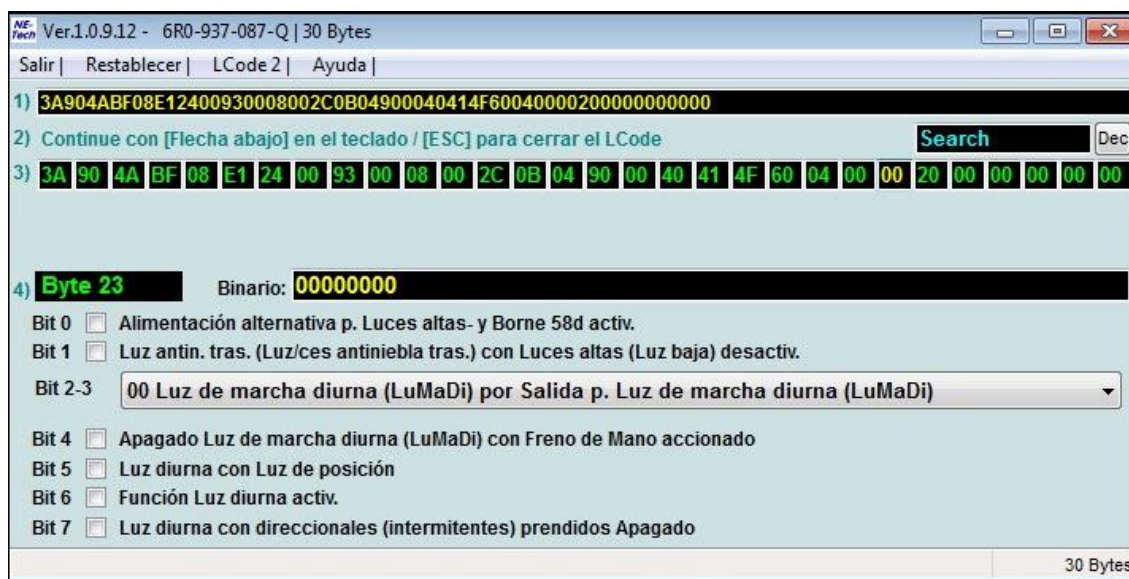 NE-Tech Ver.1.0.9.12 - 6R0-937-087-Q | 30 Bytes
Salir | Restablecer | LCode 2 | Ayuda |
1) 3A904ABF08E12400930008002C0B04900040414F60040000200000000000
2) Continue con [Flecha abajo] en el teclado / [ESC] para cerrar el LCode Search Dec
3) 3A 90 4A BF 08 E1 24 00 93 00 08 00 2C 0B 04 90 00 40 41 4F 60 04 00 00 20 00 00 00 00 00
4) Byte 23 Binario: 00000000
Bit 0 Alimentación alternativa p. Luces altas- y Borne 58d activ.
Bit 1 Luz antin. tras. (Luz/ces antiniebla tras.) con Luces altas (Luz baja) desactiv.
Bit 2-3 00 Luz de marcha diurna (LuMaDi) por Salida p. Luz de marcha diurna (LuMaDi)
Bit 4 Apagado Luz de marcha diurna (LuMaDi) con Freno de Mano accionado
Bit 5 Luz diurna con Luz de posición
Bit 6 Función Luz diurna activ.
Bit 7 Luz diurna con direccionales (intermitentes) prendidos Apagado
30 Bytes